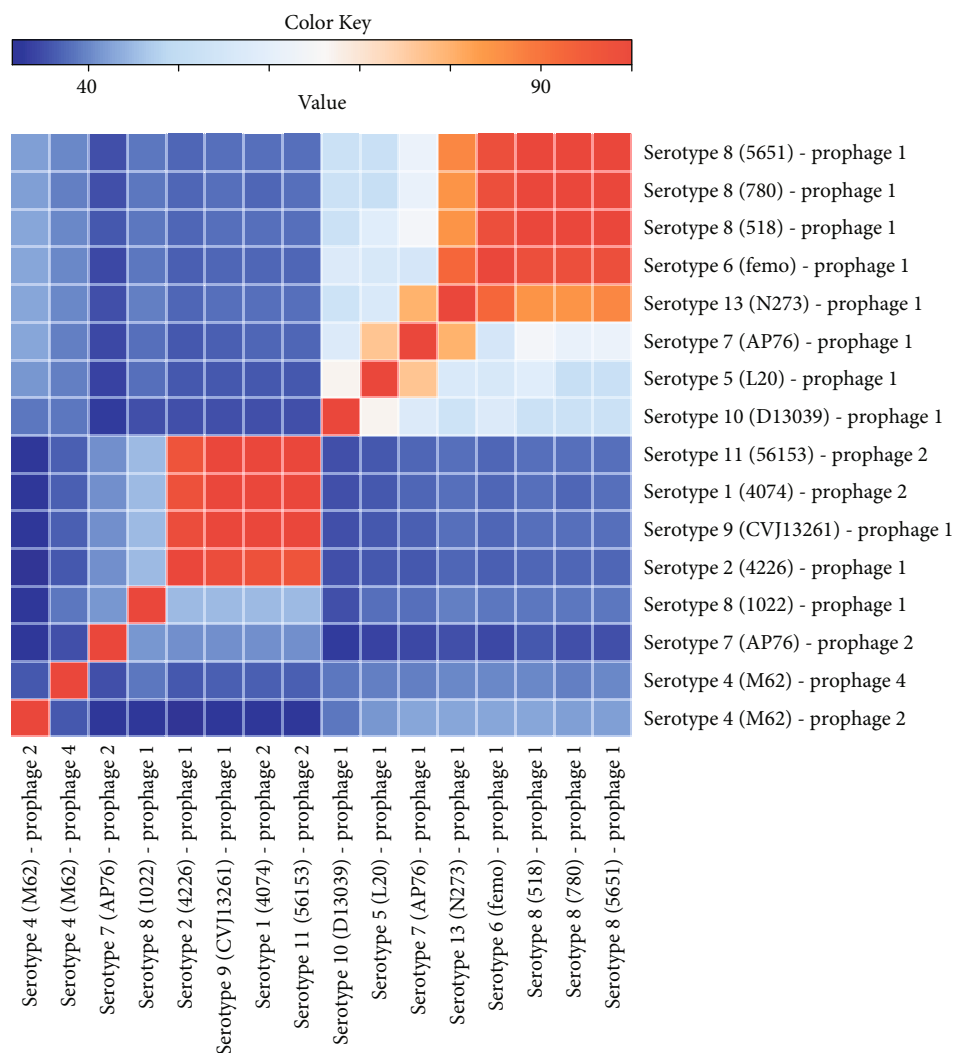 Color Key
40
90
Value
Serotype 8 (5651) - prophage 1
Serotype 8 (780) - prophage 1
Serotype 8 (518) - prophage 1
Serotype 6 (femo) - prophage 1
Serotype 13 (N273) - prophage 1
Serotype 7 (AP76) - prophage 1
Serotype 5 (L20) - prophage 1
Serotype 10 (D13039) - prophage 1
Serotype 11 (56153) - prophage 2
Serotype 1 (4074) - prophage 2
Serotype 9 (CVJ13261) - prophage 1
Serotype 2 (4226) - prophage 1
Serotype 8 (1022) - prophage 1
Serotype 7 (AP76) - prophage 2
Serotype 4 (M62) - prophage 4
Serotype 4 (M62) - prophage 2
Serotype 4 (M62) - prophage 2
Serotype 4 (M62) - prophage 4
Serotype 7 (AP76) - prophage 2
Serotype 8 (1022) - prophage 1
Serotype 2 (4226) - prophage 1
Serotype 9 (CVJ13261) - prophage 1
Serotype 1 (4074) - prophage 2
Serotype 11 (56153) - prophage 2
Serotype 10 (D13039) - prophage 1
Serotype 5 (L20) - prophage 1
Serotype 7 (AP76) - prophage 1
Serotype 13 (N273) - prophage 1
Serotype 6 (femo) - prophage 1
Serotype 8 (518) - prophage 1
Serotype 8 (780) - prophage 1
Serotype 8 (5651) - prophage 1